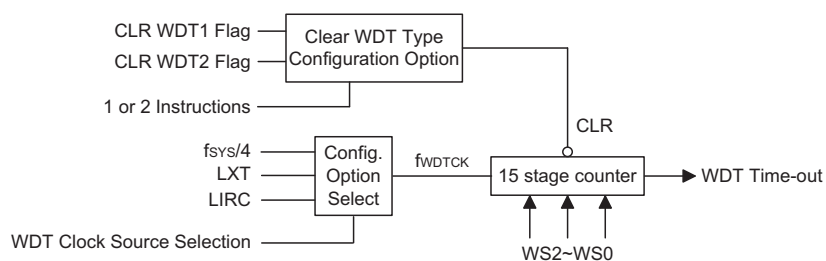 CLR WDT1 Flag
CLR WDT2 Flag
1 or 2 Instructions
Clear WDT Type
Configuration Option
CLR
fSYS/4
LXT
LIRC
WDT Clock Source Selection
Config.
Option
Select
fWDTCK
15 stage counter
WDT Time-out
WS2~WS0